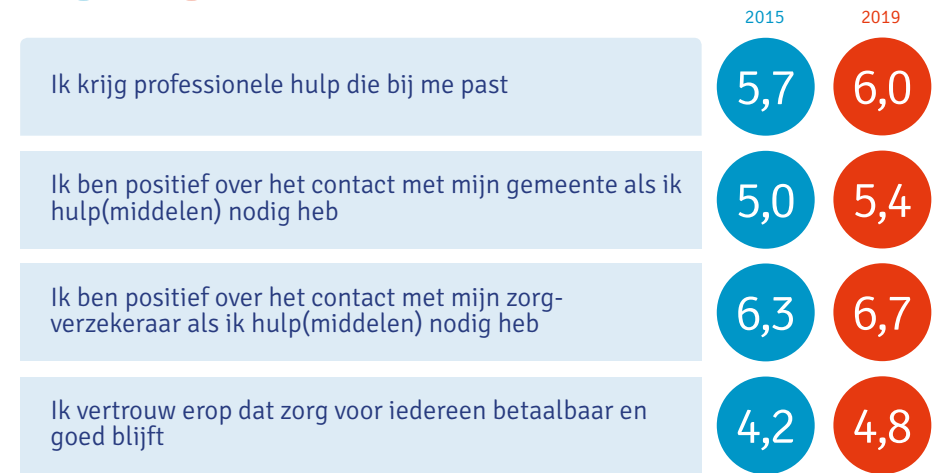 2015 2019
Ik krijg professionele hulp die bij me past 5,7 6,0
Ik ben positief over het contact met mijn gemeente als ik
hulp(middelen) nodig heb
5,0 5,4
Ik ben positief over het contact met mijn zorg-
verzekeraar als ik hulp(middelen) nodig heb
6,3 6,7
Ik vertrouw erop dat zorg voor iedereen betaalbaar en
goed blijft
4,2 4,8